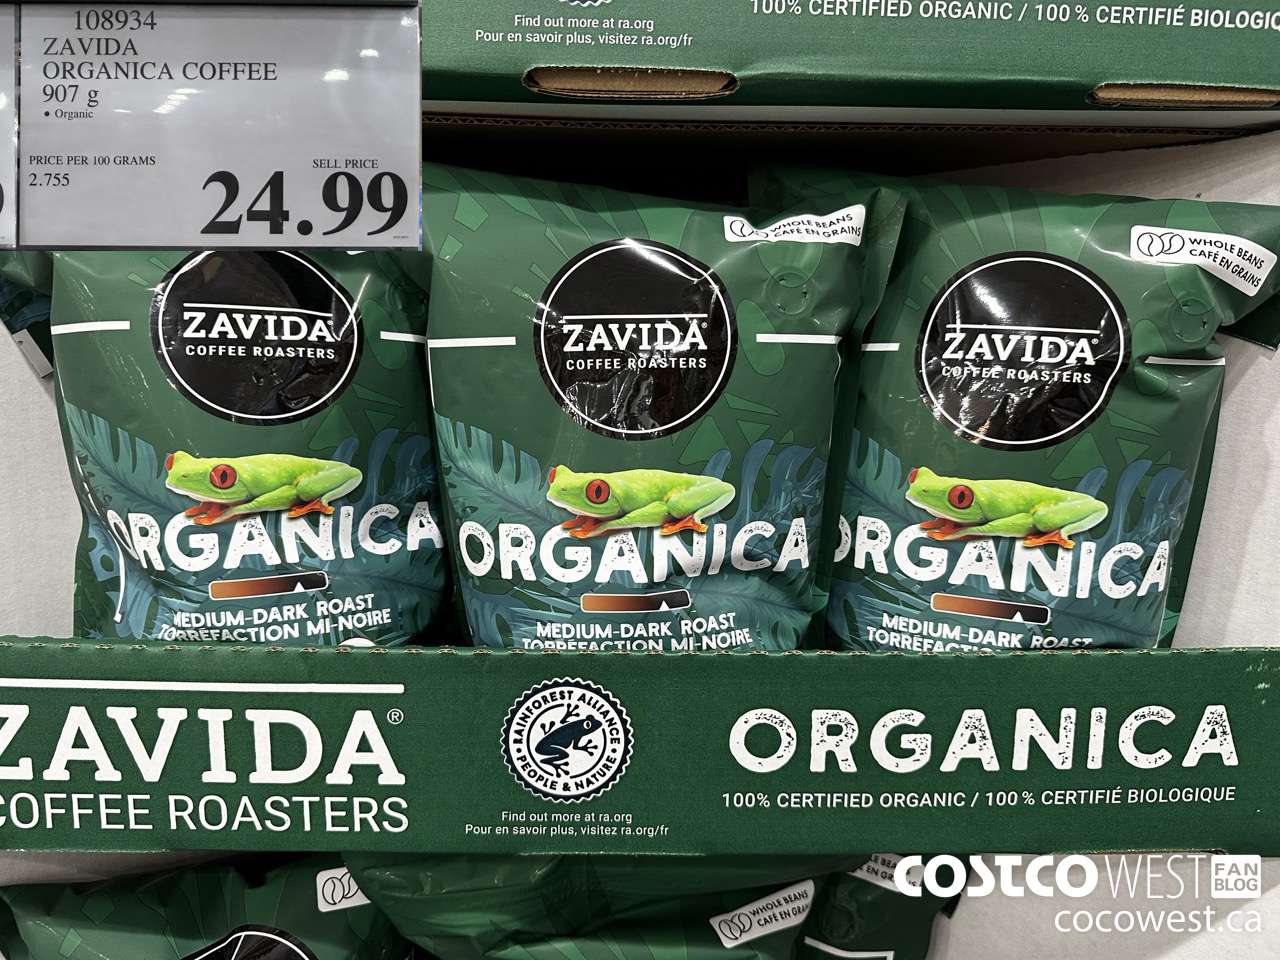 108934
ZAVIDA
ORGANICA COFFEE
907 g
• Organic
PRICE PER 100 GRAMS
2.755
SELL PRICE
24.99
Find out more at ra.org
Pour en savoir plus, visitez ra.org/fr
100% CERTIFIED ORGANIC / 100 % CERTIFIÉ BIOLOGIQ
ZAVIDA
COFFEE ROASTERS
ORGANICA
MEDIUM-DARK ROAST
TORRÉFACTION MI-NOIRE
WHOLE BEANS
CAFÉ EN GRAINS
ZAVIDA®
COFFEE ROASTERS
ORGANICA
MEDIUM-DARK ROAST
TORRÉFACTION MI-NOIRE
WHOLE BEANS
CAFÉ EN GRAINS
ZAVIDA®
COFFEE ROASTERS
ORGANICA
MEDIUM-DARK ROAST
TORRÉFACTION
ZAVIDA®
COFFEE ROASTERS
RAINFOREST ALLIANCE
• PEOPLE & NATURE •
Find out more at ra.org
Pour en savoir plus, visitez ra.org/fr
ORGANICA
100% CERTIFIED ORGANIC / 100 % CERTIFIÉ BIOLOGIQUE
WHOLE BEANS
CAFÉ EN GRAIN
COSTCO WEST FAN
BLOG
cocowest.ca